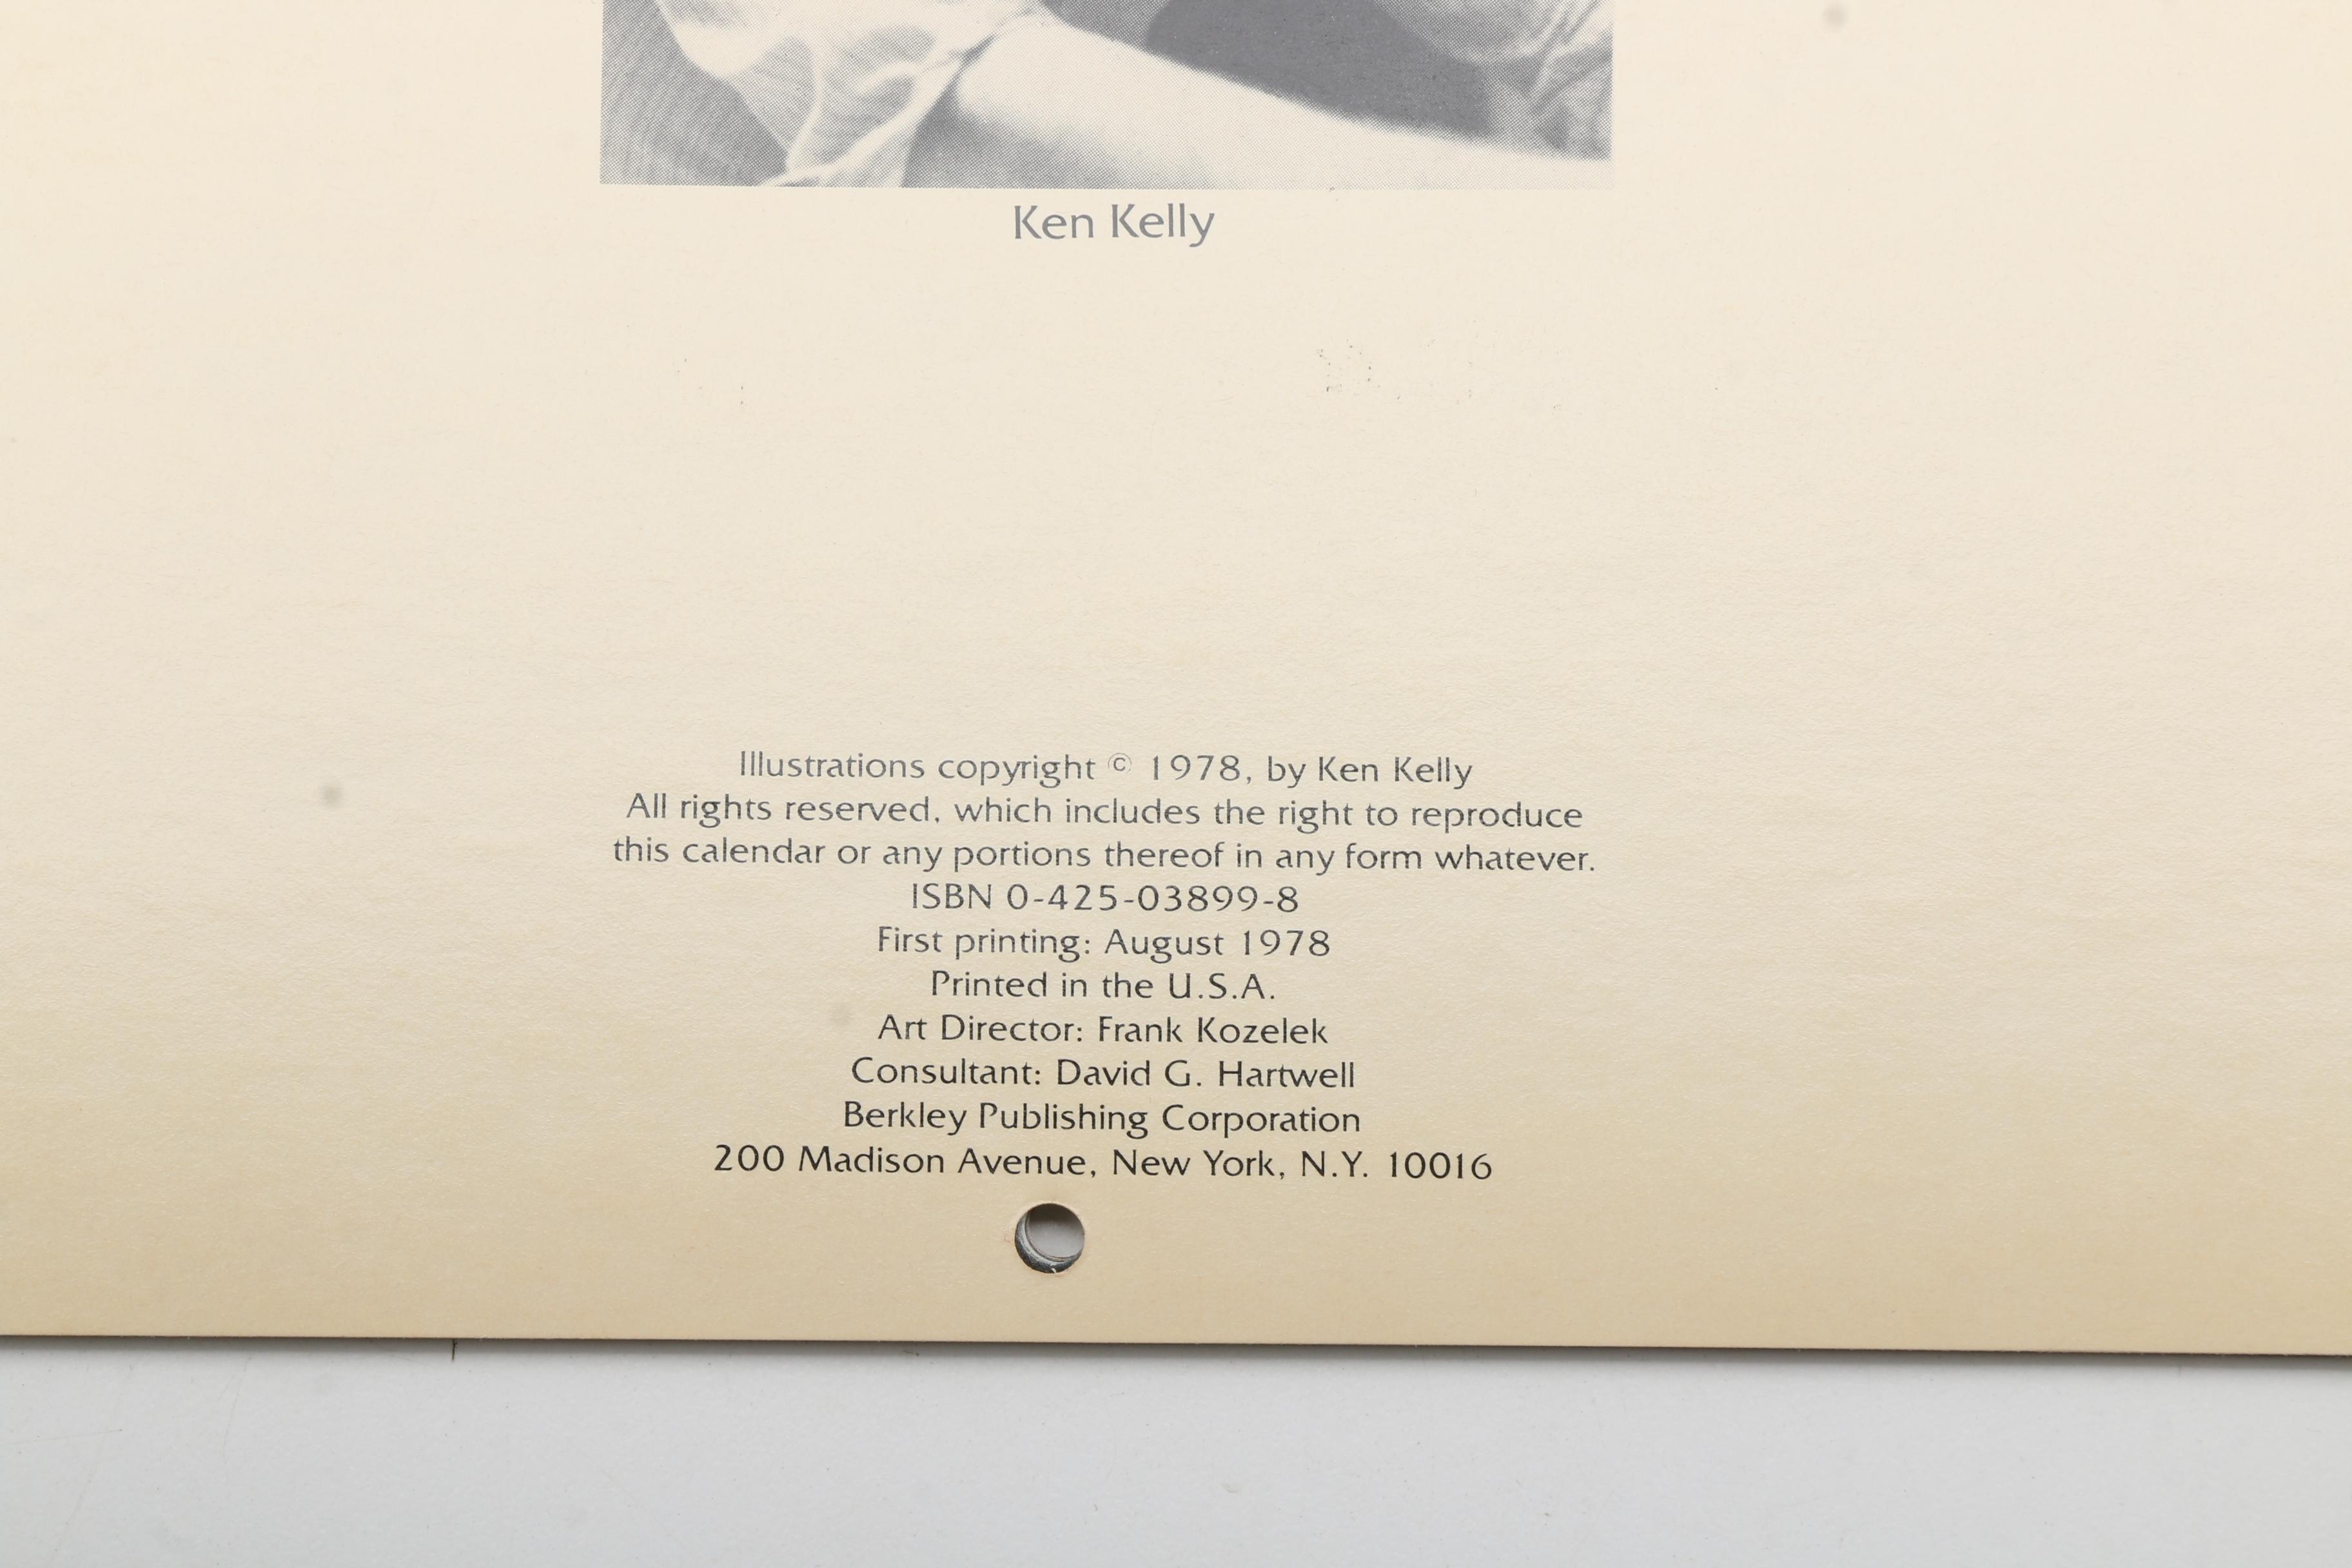 Ken Kelly
Illustrations copyright © 1978, by Ken Kelly
All rights reserved, which includes the right to reproduce
this calendar or any portions thereof in any form whatever.
ISBN 0-425-03899-8
First printing: August 1978
Printed in the U.S.A.
Art Director: Frank Kozelek
Consultant: David G. Hartwell
Berkley Publishing Corporation
200 Madison Avenue, New York, N.Y. 10016